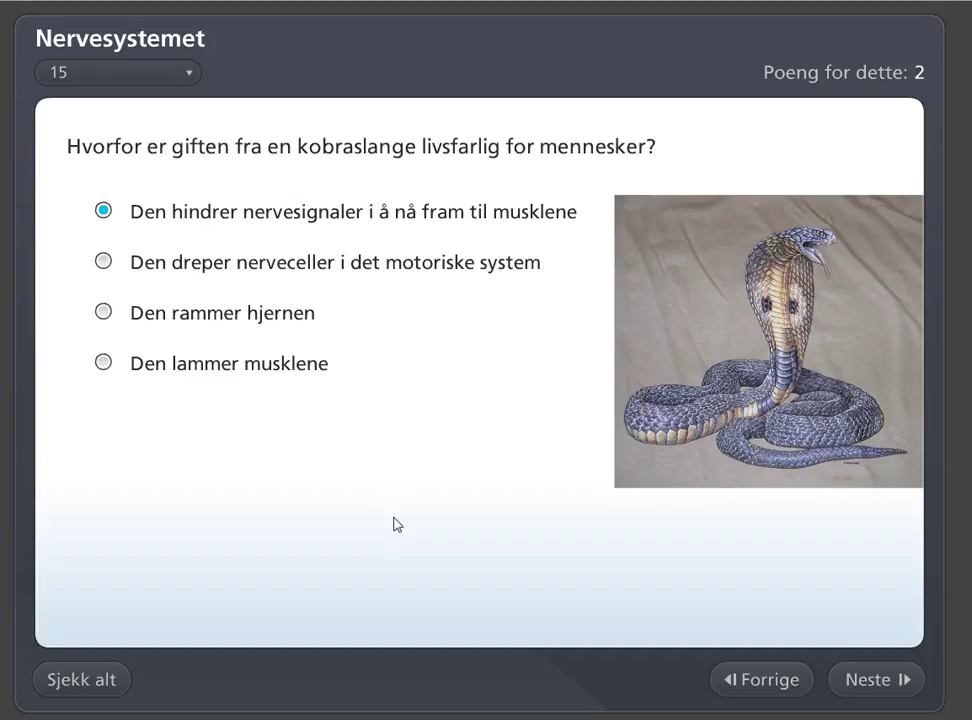 Nervesystemet
15
Poeng for dette: 2
Hvorfor er giften fra en kobraslange livsfarlig for mennesker?
Den hindrer nervesignaler i å nå fram til musklene
Den dreper nerveceller i det motoriske system
Den rammer hjernen
Den lammer musklene
Sjekk alt
Forrige
Neste